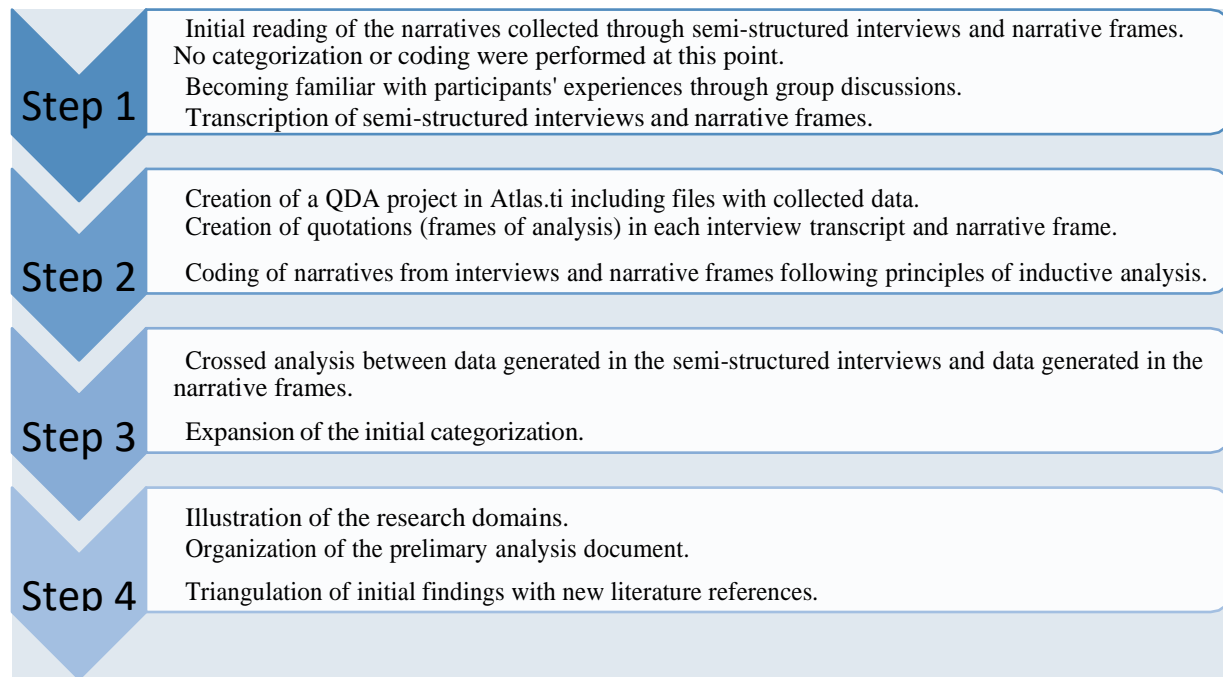 Step 1
Initial reading of the narratives collected through semi-structured interviews and narrative frames.
No categorization or coding were performed at this point.
Becoming familiar with participants' experiences through group discussions.
Transcription of semi-structured interviews and narrative frames.
Step 2
Creation of a QDA project in Atlas.ti including files with collected data.
Creation of quotations (frames of analysis) in each interview transcript and narrative frame.
Coding of narratives from interviews and narrative frames following principles of inductive analysis.
Step 3
Crossed analysis between data generated in the semi-structured interviews and data generated in the
narrative frames.
Expansion of the initial categorization.
Step 4
Illustration of the research domains.
Organization of the prelimary analysis document.
Triangulation of initial findings with new literature references.